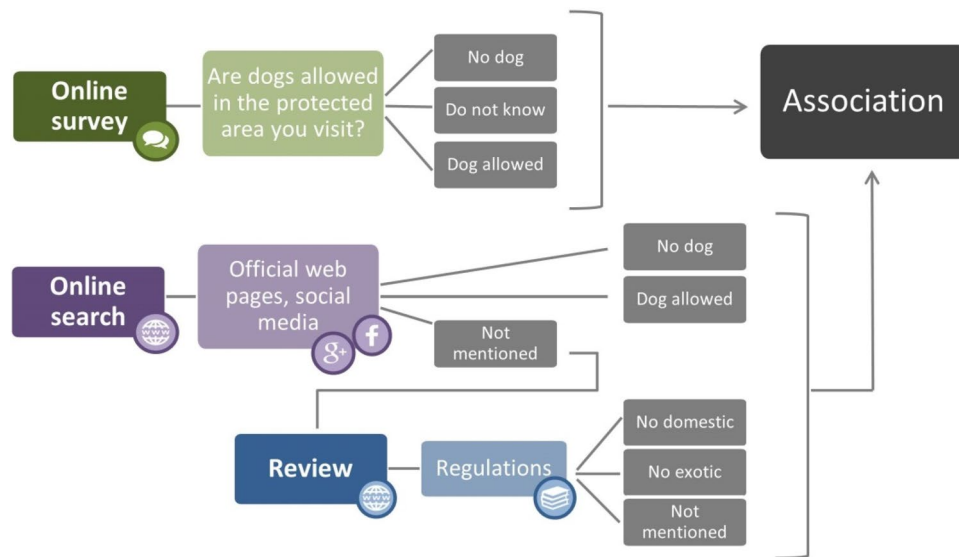 Online
survey
Are dogs allowed
in the protected
area you visit?
No dog
Do not know
Dog allowed
Association
Online
search
www
Official web
pages, social
media
g+
f
No dog
Dog allowed
Not
mentioned
Review
www
Regulations
No domestic
No exotic
Not
mentioned